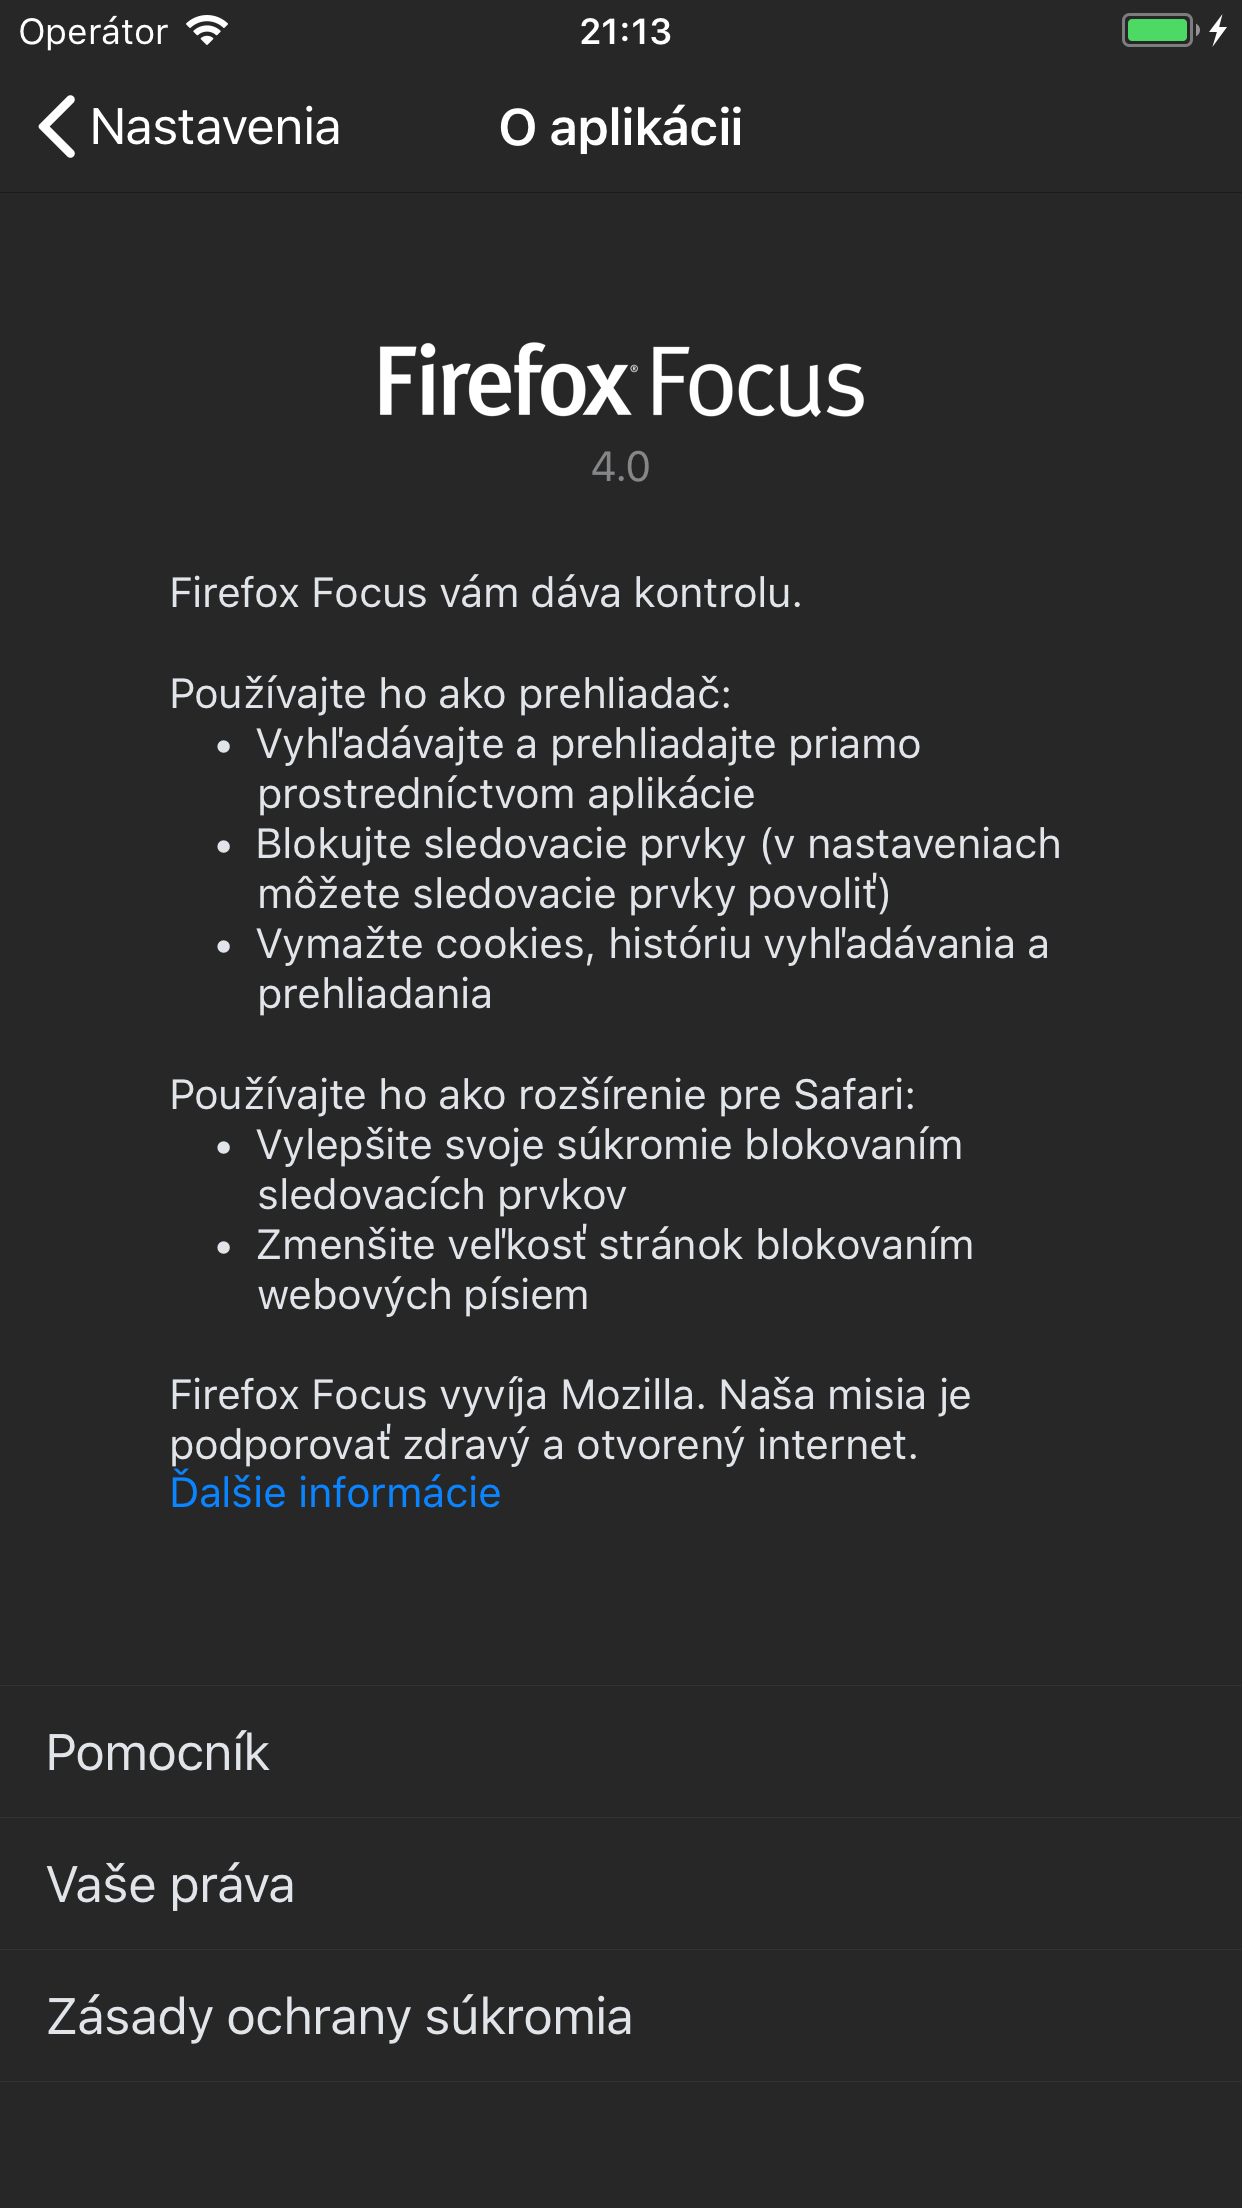 Operátor
21:13
Nastavenia
O aplikácii
Firefox® Focus
4.0
Firefox Focus vám dáva kontrolu.
Používajte ho ako prehliadač:
• Vyhľadávajte a prehliadajte priamo
prostredníctvom aplikácie
• Blokujte sledovacie prvky (v nastaveniach
môžete sledovacie prvky povoliť)
• Vymažte cookies, históriu vyhľadávania a
prehliadania
Používajte ho ako rozšírenie pre Safari:
• Vylepšite svoje súkromie blokovaním
sledovacích prvkov
• Zmenšite veľkosť stránok blokovaním
webových písiem
Firefox Focus vyvíja Mozilla. Naša misia je
podporovať zdravý a otvorený internet.
Ďalšie informácie
Pomocník
Vaše práva
Zásady ochrany súkromia